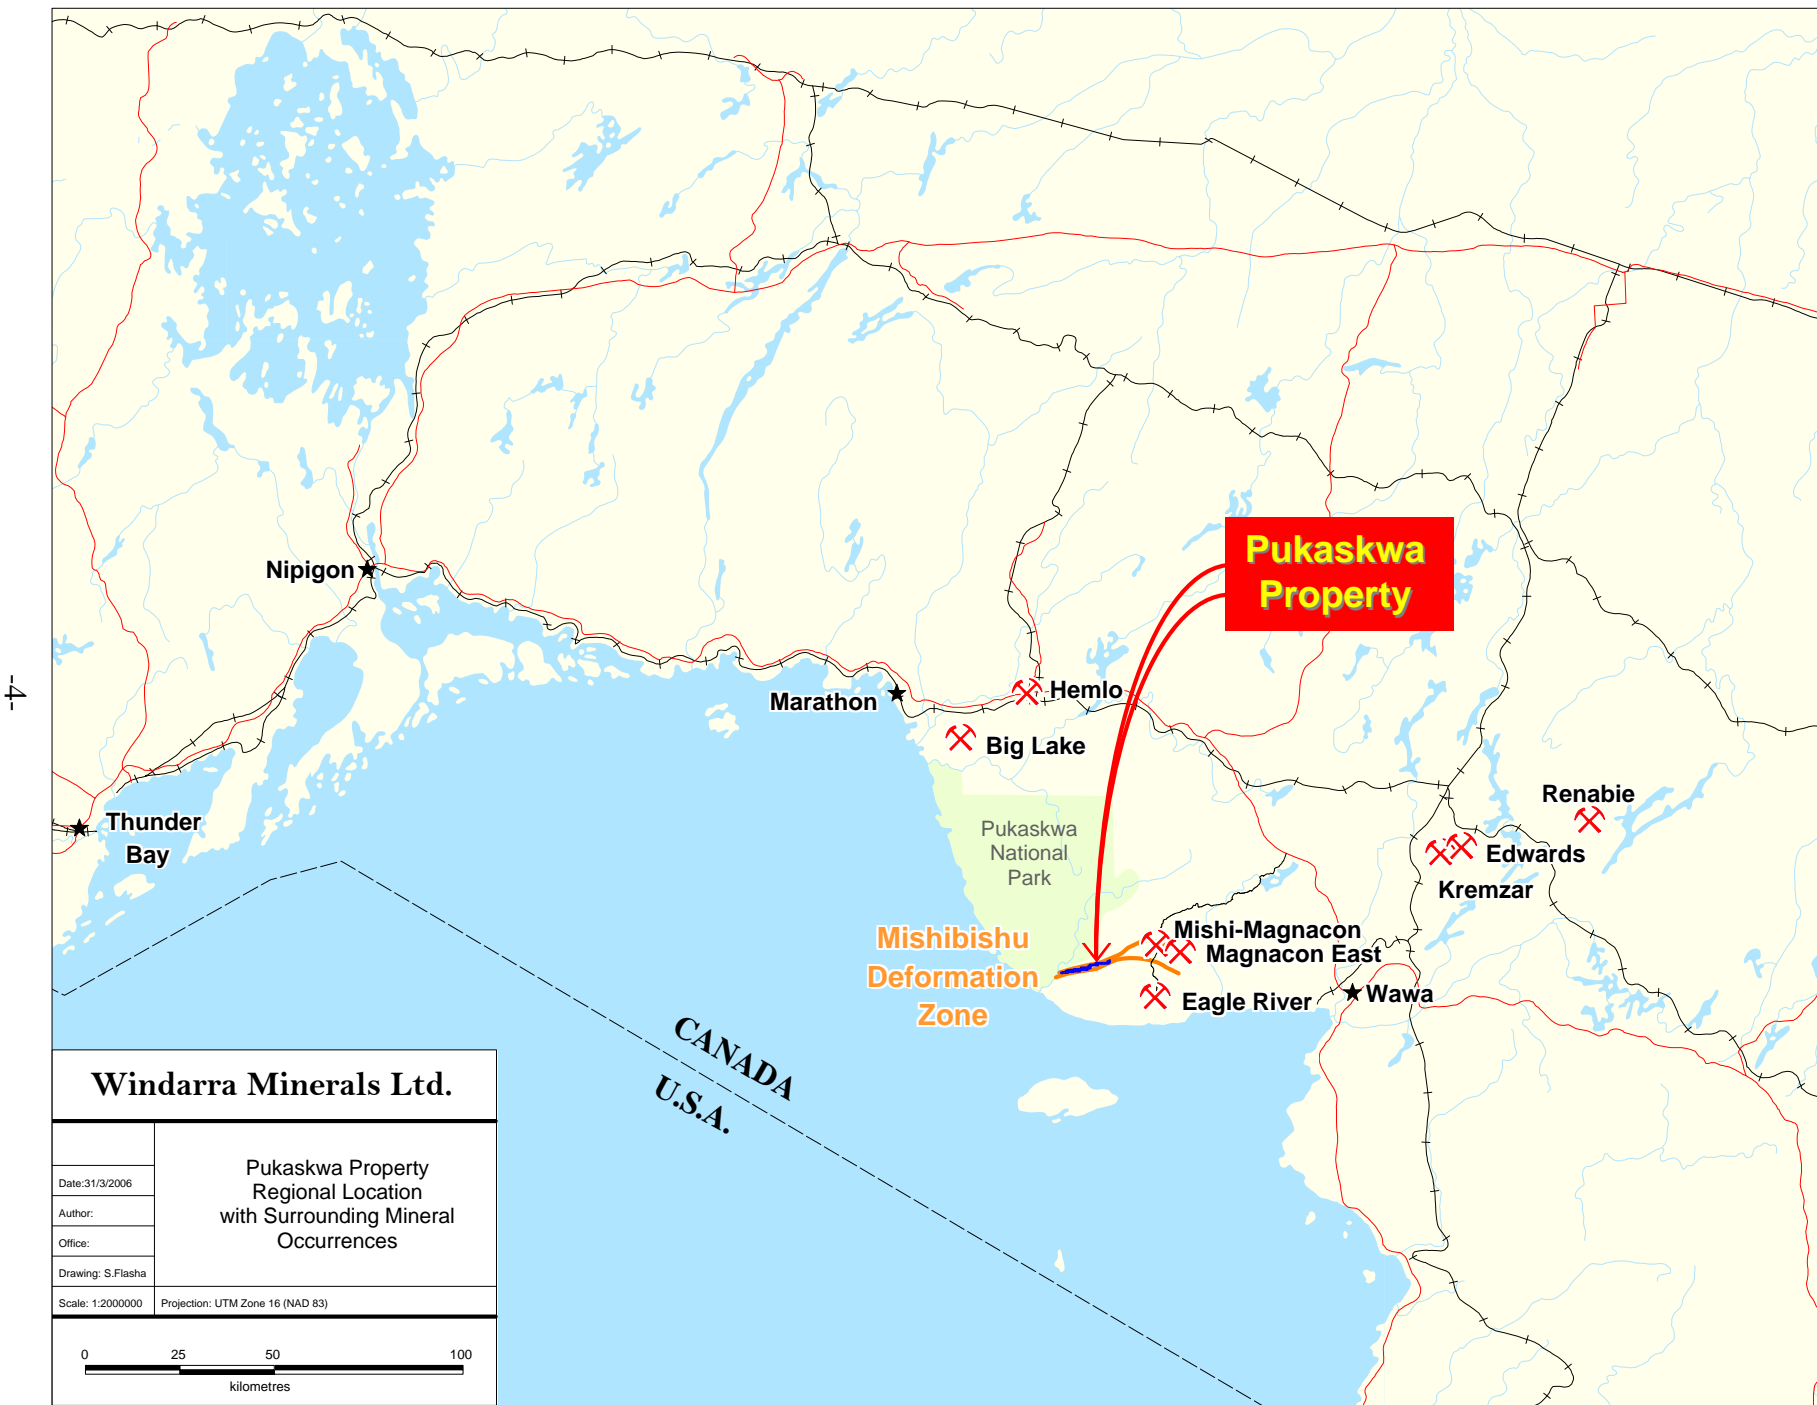 Pukaskwa
Property
Nipigon
Marathon
Hemlo
Big Lake
Renabie
Thunder
Bay
Pukaskwa
National
Park
Edwards
Kremzar
Mishibishu
Deformation
Zone
Mishi-Magnacon
Magnacon East
Eagle River
Wawa
CANADA
U.S.A.
-4-
Windarra Minerals Ltd.
Pukaskwa Property
Regional Location
with Surrounding Mineral
Occurrences
Date:31/3/2006
Author:
Office:
Drawing: S.Flasha
Scale: 1:2000000
Projection: UTM Zone 16 (NAD 83)
0 25 50 100
kilometres